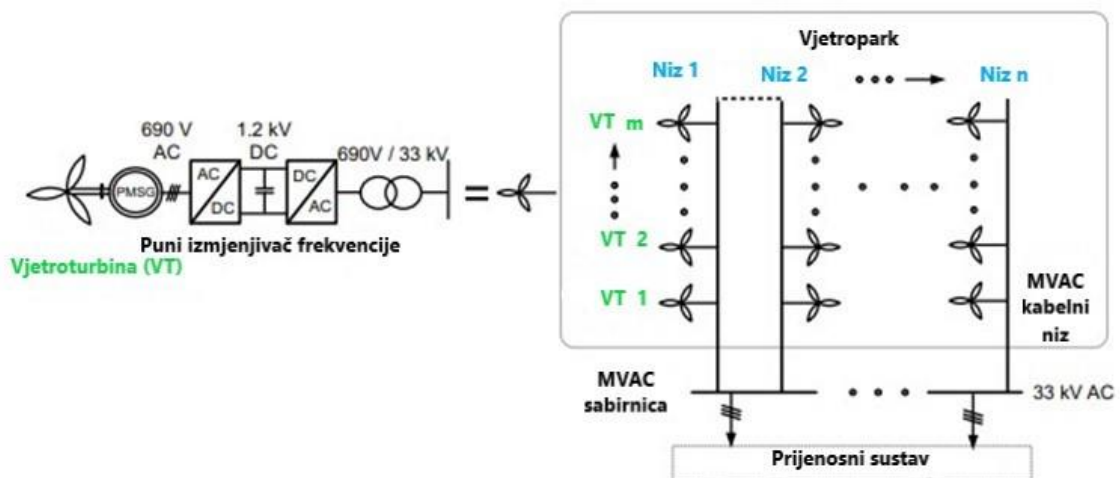 Vjetropark
Niz 1
Niz 2
Niz n
690 V
AC
1.2 kV
DC
690V / 33 kV
VT m
PMSG
AC
DC
DC
AC
Puni izmjenjivač frekvencije
Vjetroturbina (VT)
VT 2
VT 1
MVAC
kabelni
niz
MVAC
sabirnica
33 kV AC
Prijenosni sustav